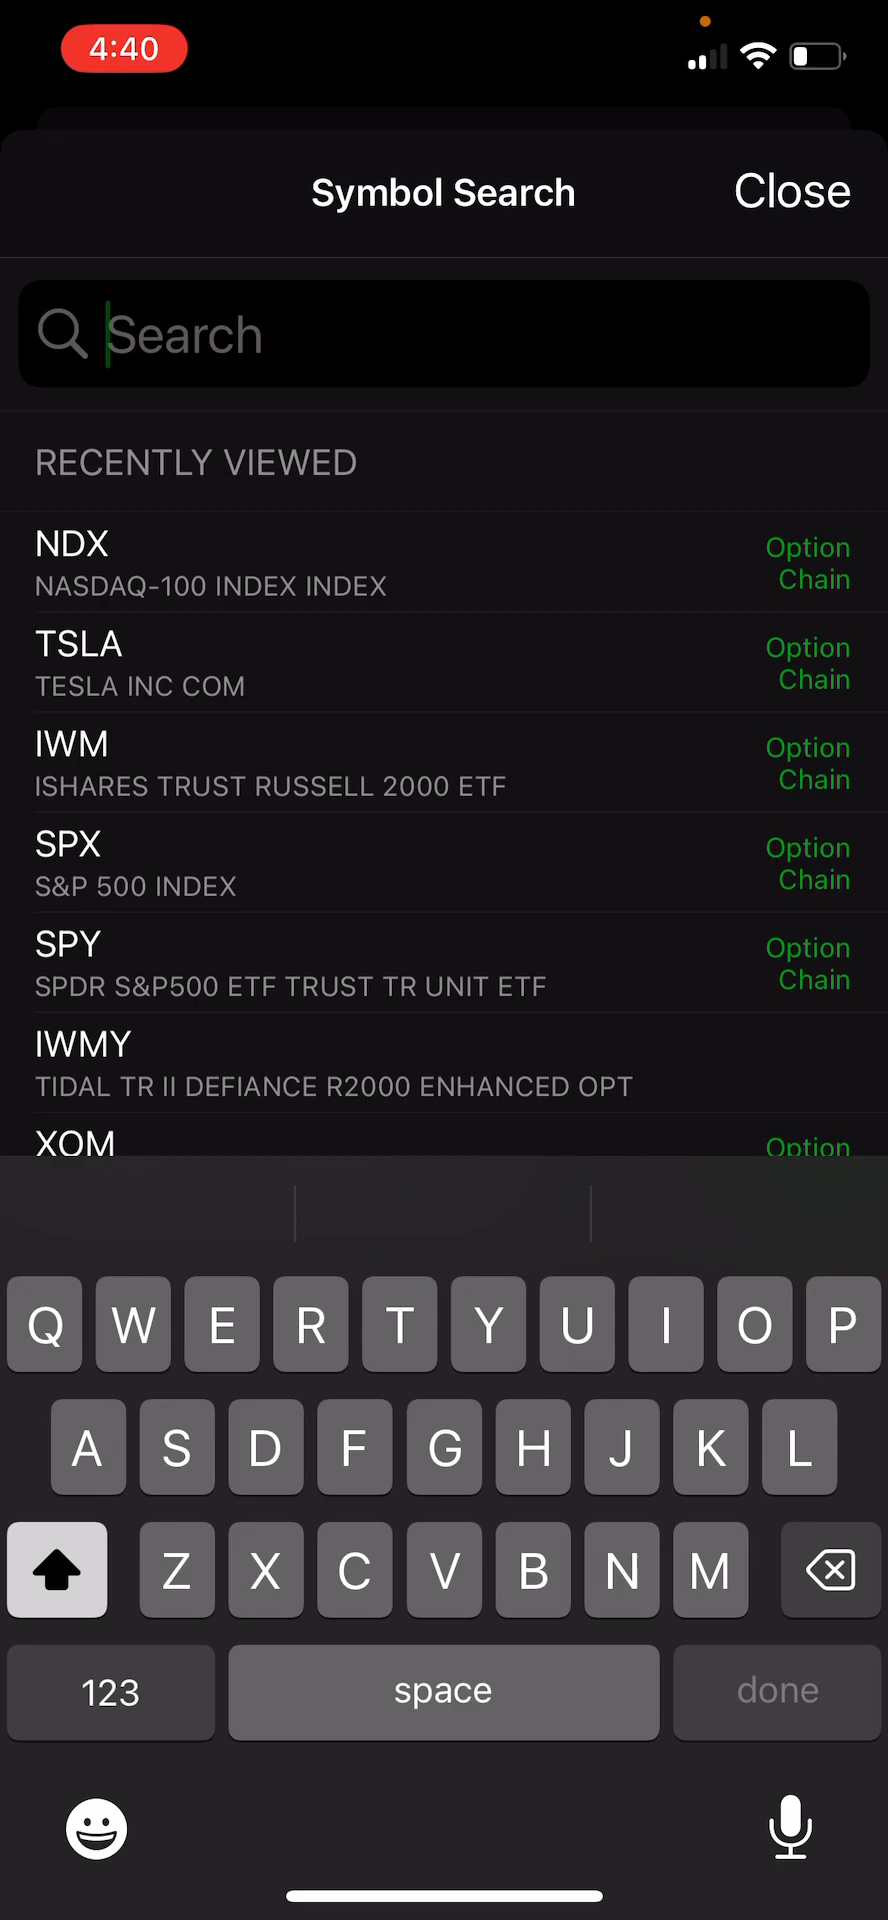 4:40
Symbol Search
Close
Search
RECENTLY VIEWED
NDX
NASDAQ-100 INDEX INDEX
Option
Chain
TSLA
TESLA INC COM
Option
Chain
IWM
ISHARES TRUST RUSSELL 2000 ETF
Option
Chain
SPX
S&P 500 INDEX
Option
Chain
SPY
SPDR S&P500 ETF TRUST TR UNIT ETF
Option
Chain
IWMY
TIDAL TR II DEFIANCE R2000 ENHANCED OPT
XOM
Option
Q W E R T Y U I O P
A S D F G H J K L
Z X C V B N M
123 space done